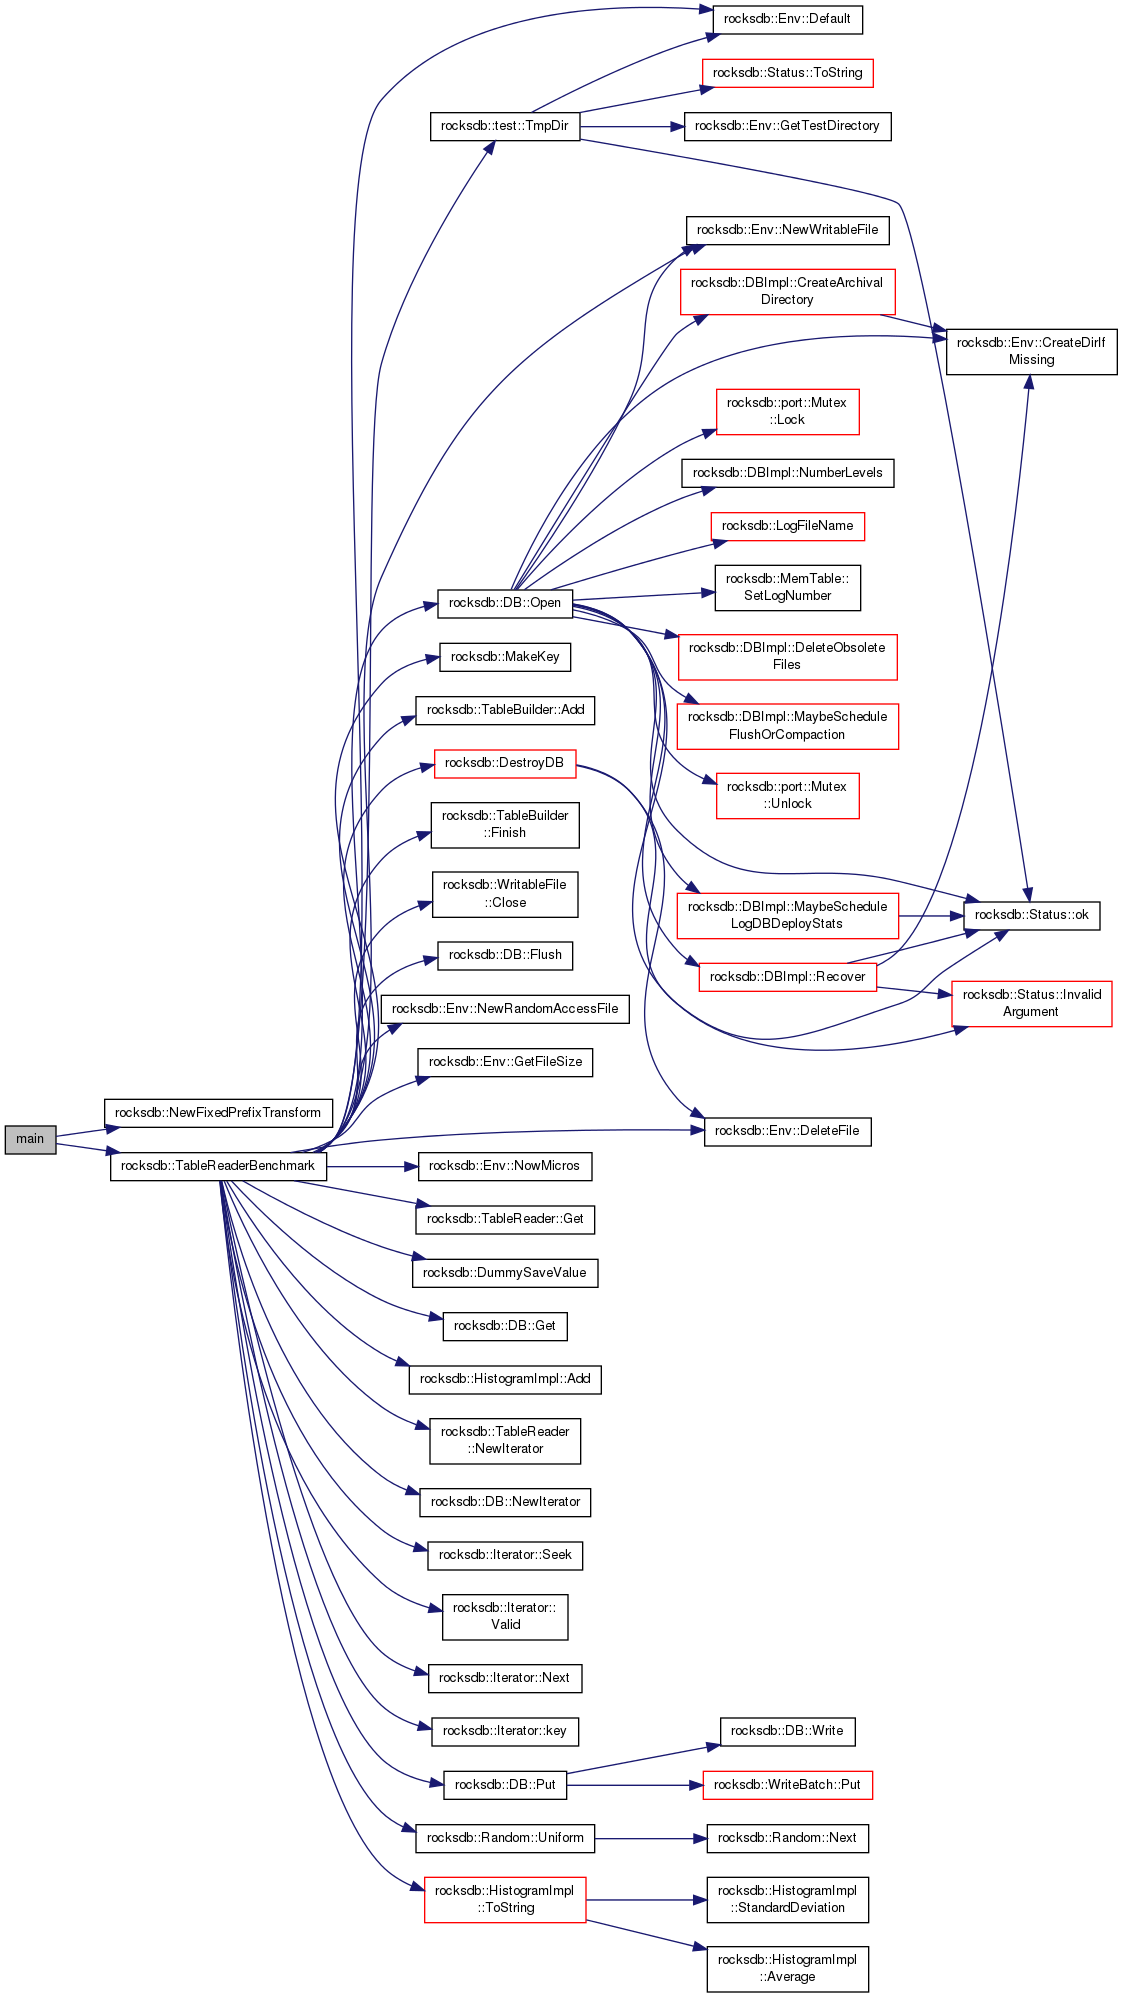 rocksdb::Env::Default
rocksdb::Status::ToString
rocksdb::test::TmpDir
rocksdb::Env::GetTestDirectory
rocksdb::Env::NewWritableFile
rocksdb::DBImpl::CreateArchival
Directory
rocksdb::Env::CreateDirIf
Missing
rocksdb::port::Mutex
::Lock
rocksdb::DBImpl::NumberLevels
rocksdb::LogFileName
rocksdb::MemTable::
SetLogNumber
rocksdb::DB::Open
rocksdb::DBImpl::DeleteObsolete
Files
rocksdb::MakeKey
rocksdb::TableBuilder::Add
rocksdb::DBImpl::MaybeSchedule
FlushOrCompaction
rocksdb::DestroyDB
rocksdb::port::Mutex
::Unlock
rocksdb::TableBuilder
::Finish
rocksdb::WritableFile
::Close
rocksdb::DBImpl::MaybeSchedule
LogDBDeployStats
rocksdb::Status::ok
rocksdb::DB::Flush
rocksdb::DBImpl::Recover
rocksdb::Status::Invalid
Argument
rocksdb::Env::NewRandomAccessFile
rocksdb::Env::GetFileSize
rocksdb::NewFixedPrefixTransform
main
rocksdb::Env::DeleteFile
rocksdb::TableReaderBenchmark
rocksdb::Env::NowMicros
rocksdb::TableReader::Get
rocksdb::DummySaveValue
rocksdb::DB::Get
rocksdb::HistogramImpl::Add
rocksdb::TableReader
::NewIterator
rocksdb::DB::NewIterator
rocksdb::Iterator::Seek
rocksdb::Iterator::
Valid
rocksdb::Iterator::Next
rocksdb::Iterator::key
rocksdb::DB::Write
rocksdb::DB::Put
rocksdb::WriteBatch::Put
rocksdb::Random::Uniform
rocksdb::Random::Next
rocksdb::HistogramImpl
::ToString
rocksdb::HistogramImpl
::StandardDeviation
rocksdb::HistogramImpl
::Average